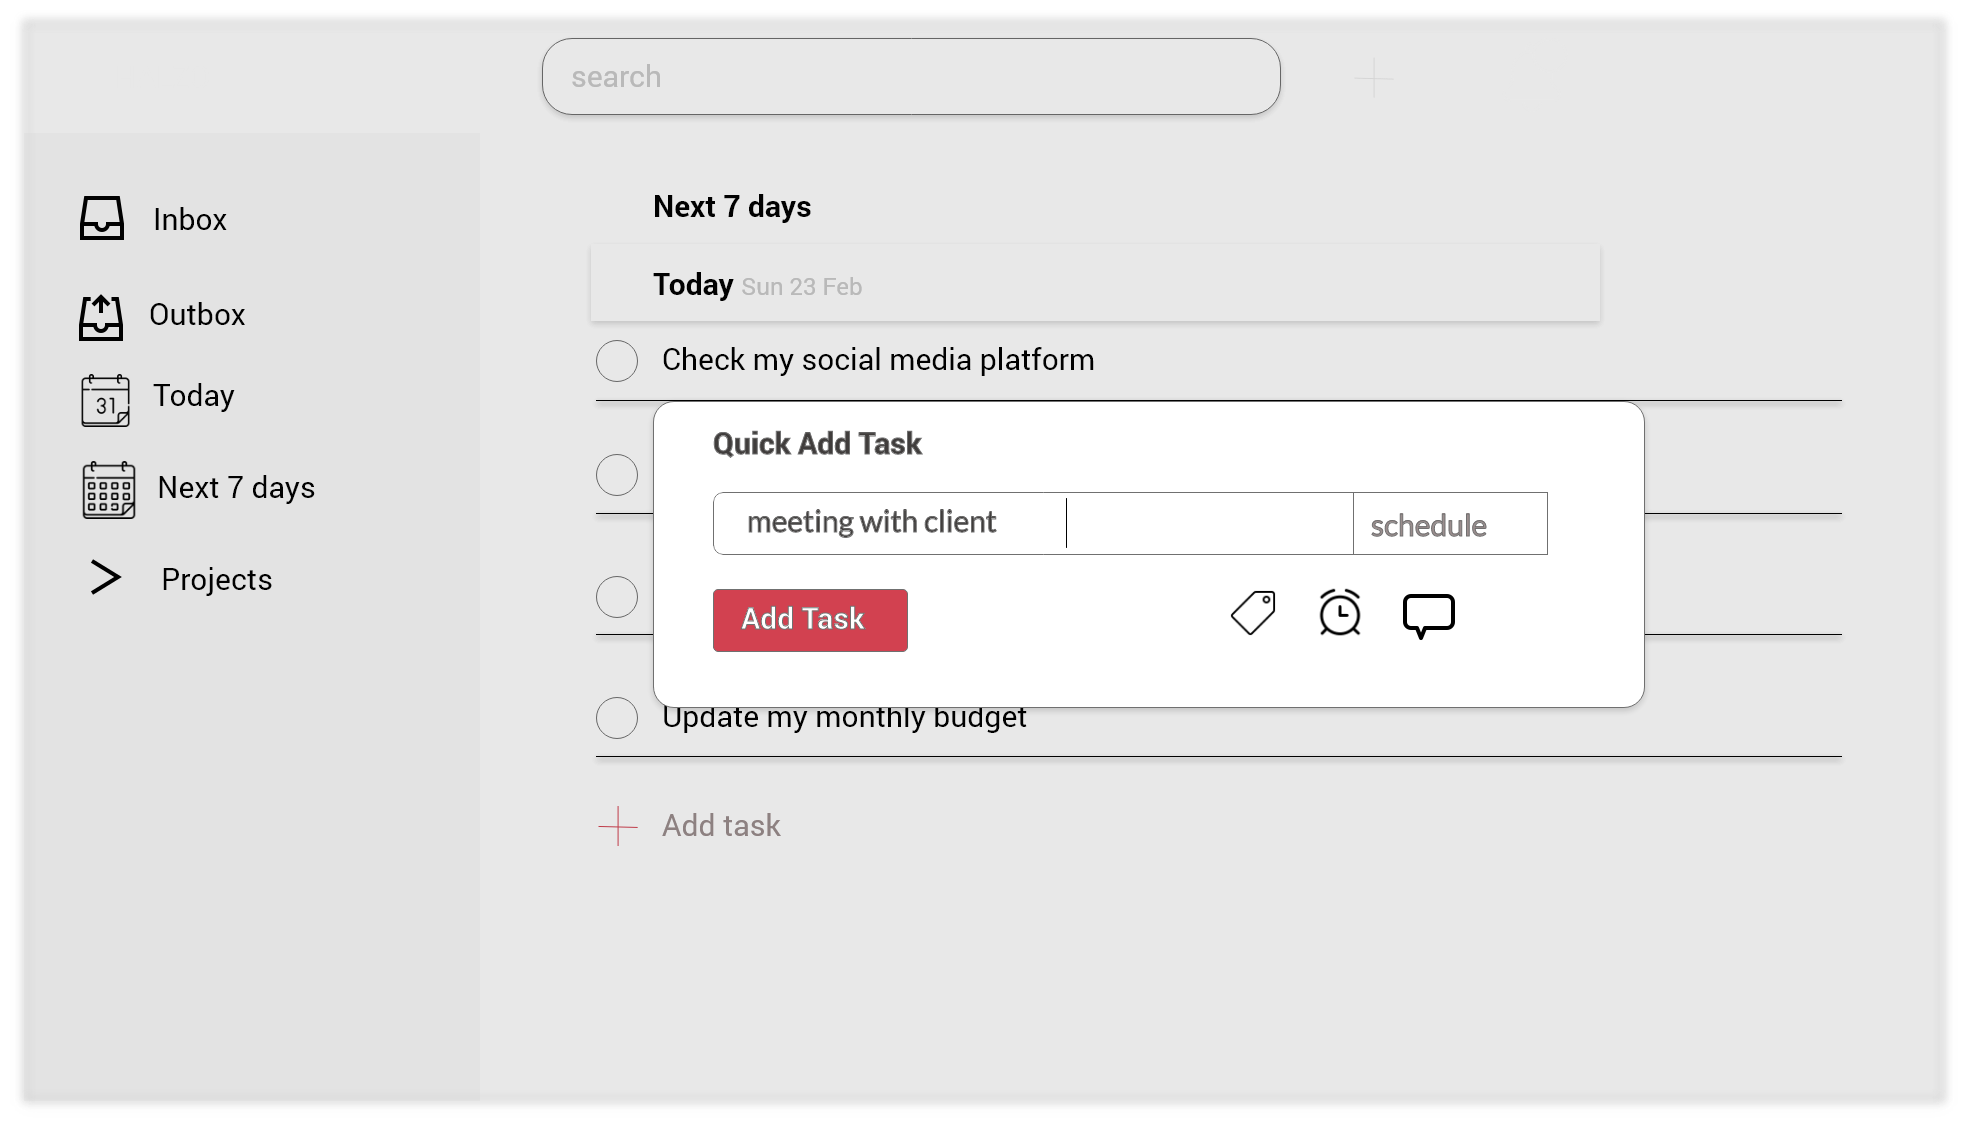 search
Inbox
Outbox
31
Today
Next 7 days
Projects
Next 7 days
Today Sun 23 Feb
Check my social media platform
Quick Add Task
meeting with client
schedule
Add Task
Update my monthly budget
Add task